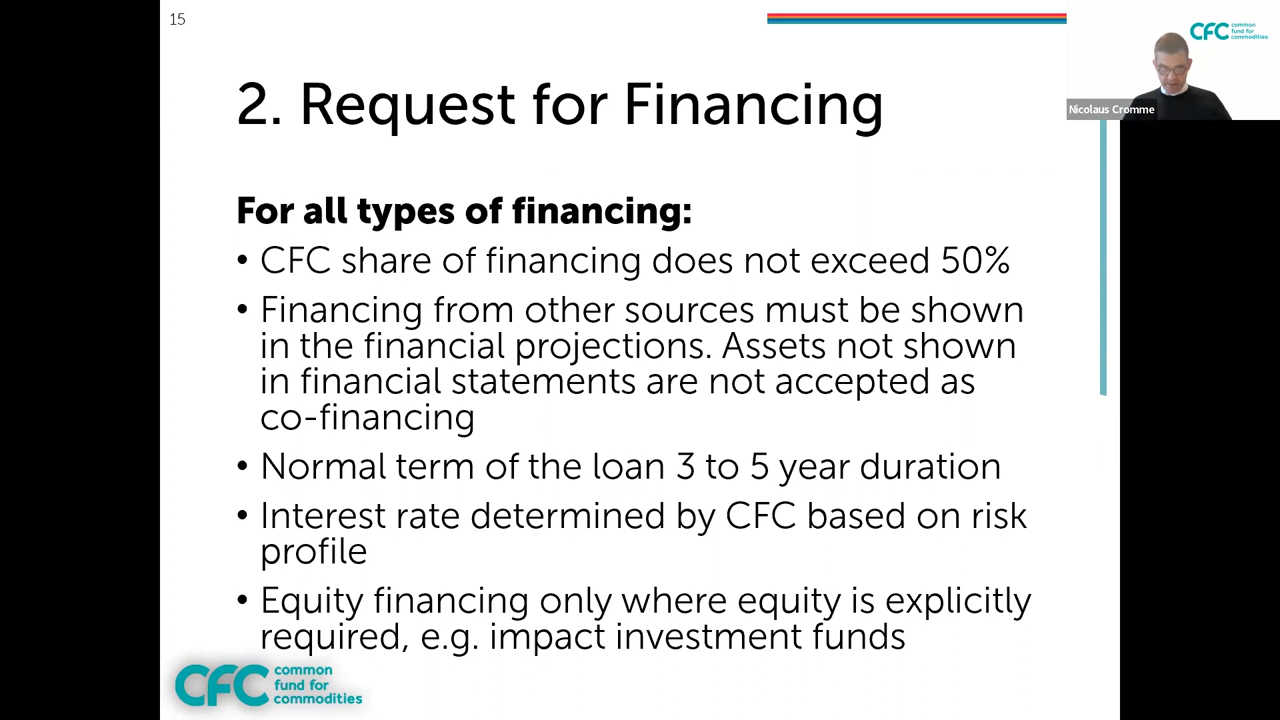 15
2. Request for Financing
For all types of financing:
• CFC share of financing does not exceed 50%
• Financing from other sources must be shown
in the financial projections. Assets not shown
in financial statements are not accepted as
co-financing
• Normal term of the loan 3 to 5 year duration
• Interest rate determined by CFC based on risk
profile
• Equity financing only where equity is explicitly
required, e.g. impact investment funds
CFC common
fund for
commodities
CFC common
fund for
commodities
Nicolaus Cromme